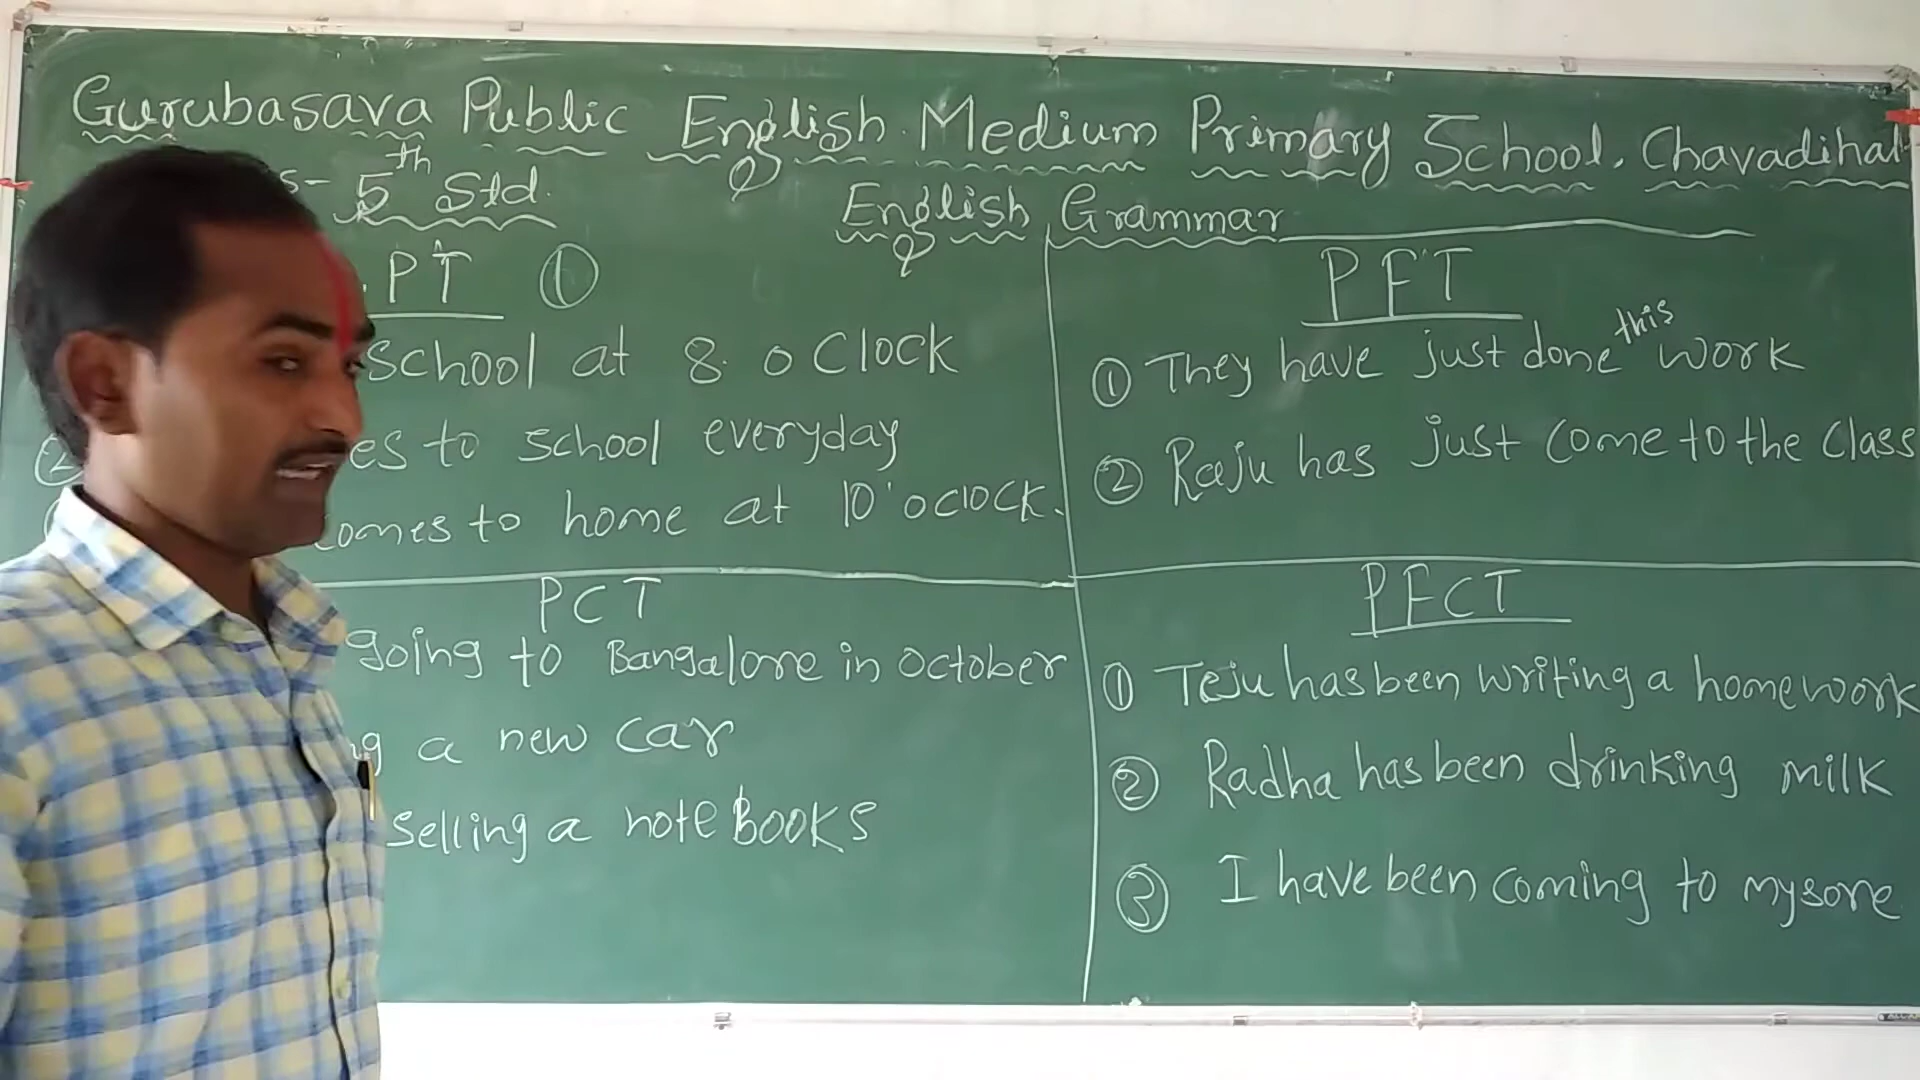 Gurubasava Public English Medium Primary School. Chavadihal
5th Std.
English Grammar
PT ①
school at 8. o Clock
② es to school everyday
comes to home at 10' oclock.
PFT
① They have just done this work
② Raju has just come to the class
PCT
going to Bangalore in october
a new car
selling a note Books
PFCT
① Teju has been writing a homework
② Radha has been drinking milk
③ I have been coming to mysore